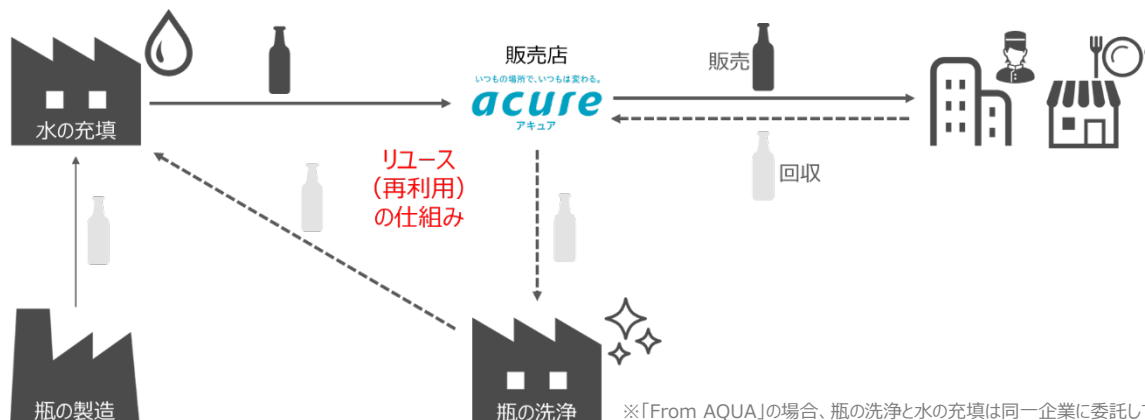 販売店
いつもの場所で、いつもは変わる。
acure
アキュア
販売
水の充填
リユース
(再利用)
の仕組み
回収
瓶の製造
瓶の洗浄
※「From AQUA」の場合、瓶の洗浄と水の充填は同一企業に委託し